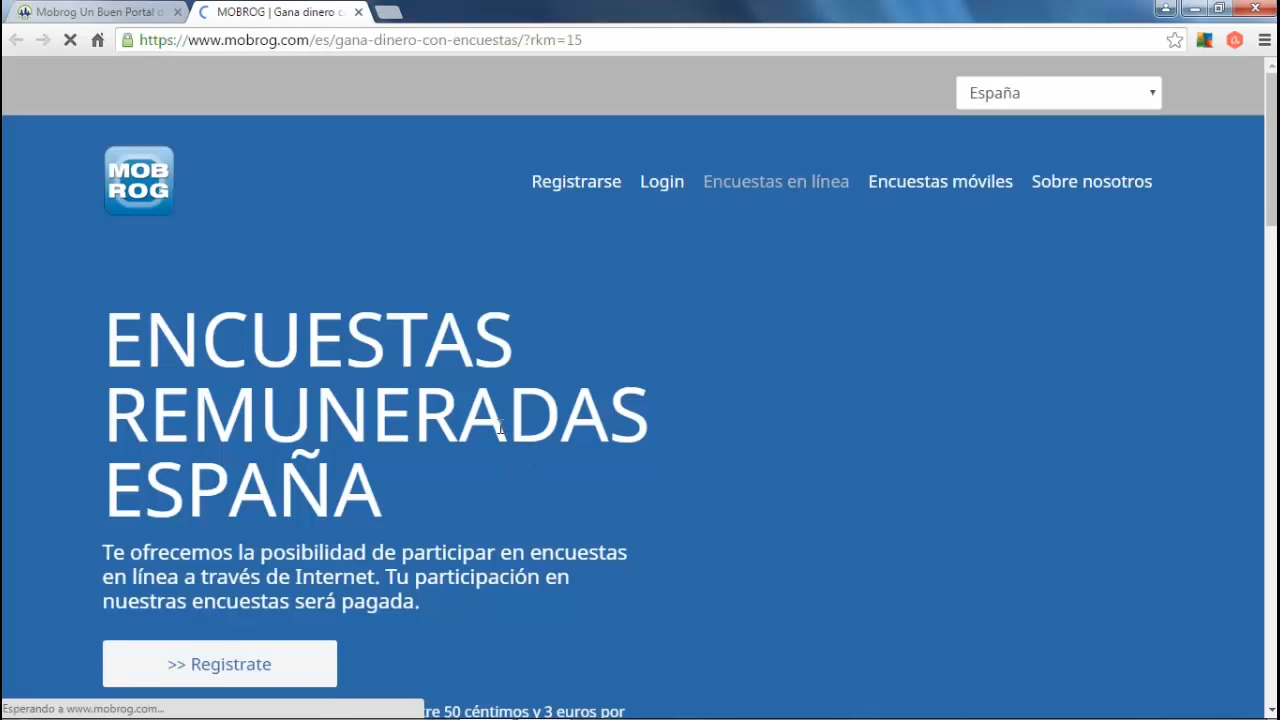 Mobrog Un Buen Portal
MOBROG | Gana dinero
https://www.mobrog.com/es/gana-dinero-con-encuestas/?rkm=15
España
MOB
ROG
Registrarse Login Encuestas en línea Encuestas móviles Sobre nosotros
ENCUESTAS
REMUNERADAS
ESPAÑA
Te ofrecemos la posibilidad de participar en encuestas
en línea a través de Internet. Tu participación en
nuestras encuestas será pagada.
>> Registrate
50 céntimos y 3 euros por
Esperando a www.mobrog.com...